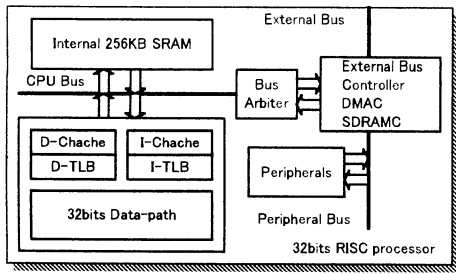 External Bus
Internal 256KB SRAM
CPU Bus
Bus
Arbiter
External Bus
Controller
DMAC
SDRAMC
D-Chache
I-Chache
D-TLB
I-TLB
Peripherals
32bits Data-path
Peripheral Bus
32bits RISC processor